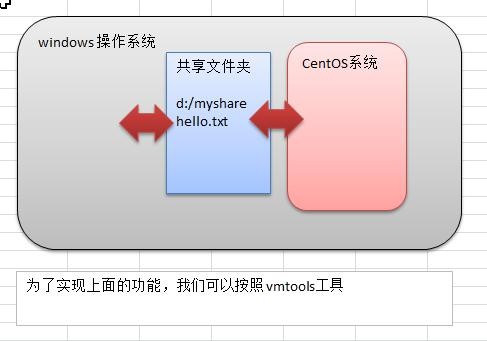 windows操作系统
共享文件夹
d:/myshare
hello.txt
CentOS系统
为了实现上面的功能，我们可以按照vmtools工具